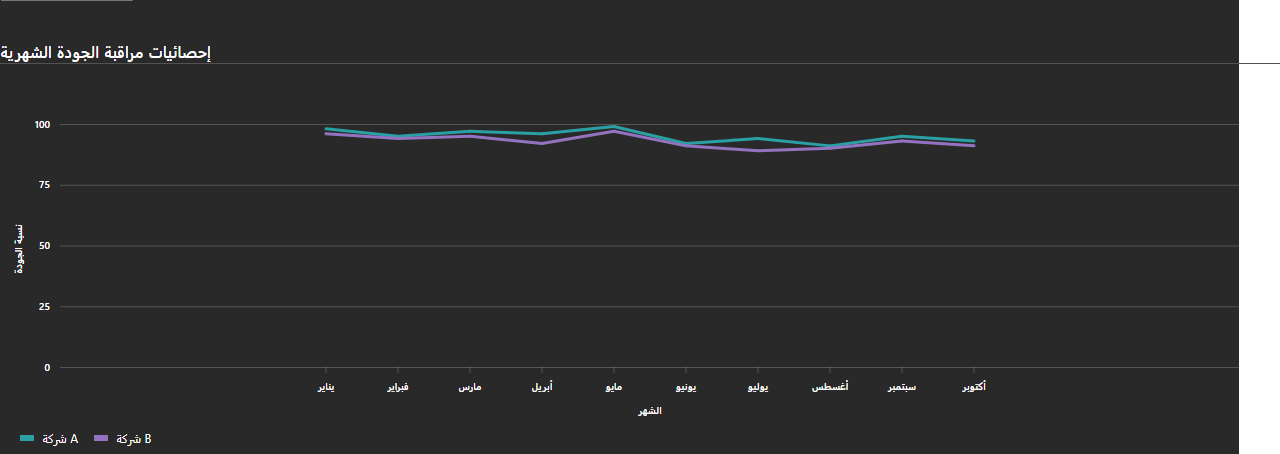 إحصائيات مراقبة الجودة الشهرية
100
75
50
25
0
نسبة الجودة
يناير فبراير مارس أبريل مايو يونيو يوليو أغسطس سبتمبر أكتوبر
الشهر
شركة A شركة B